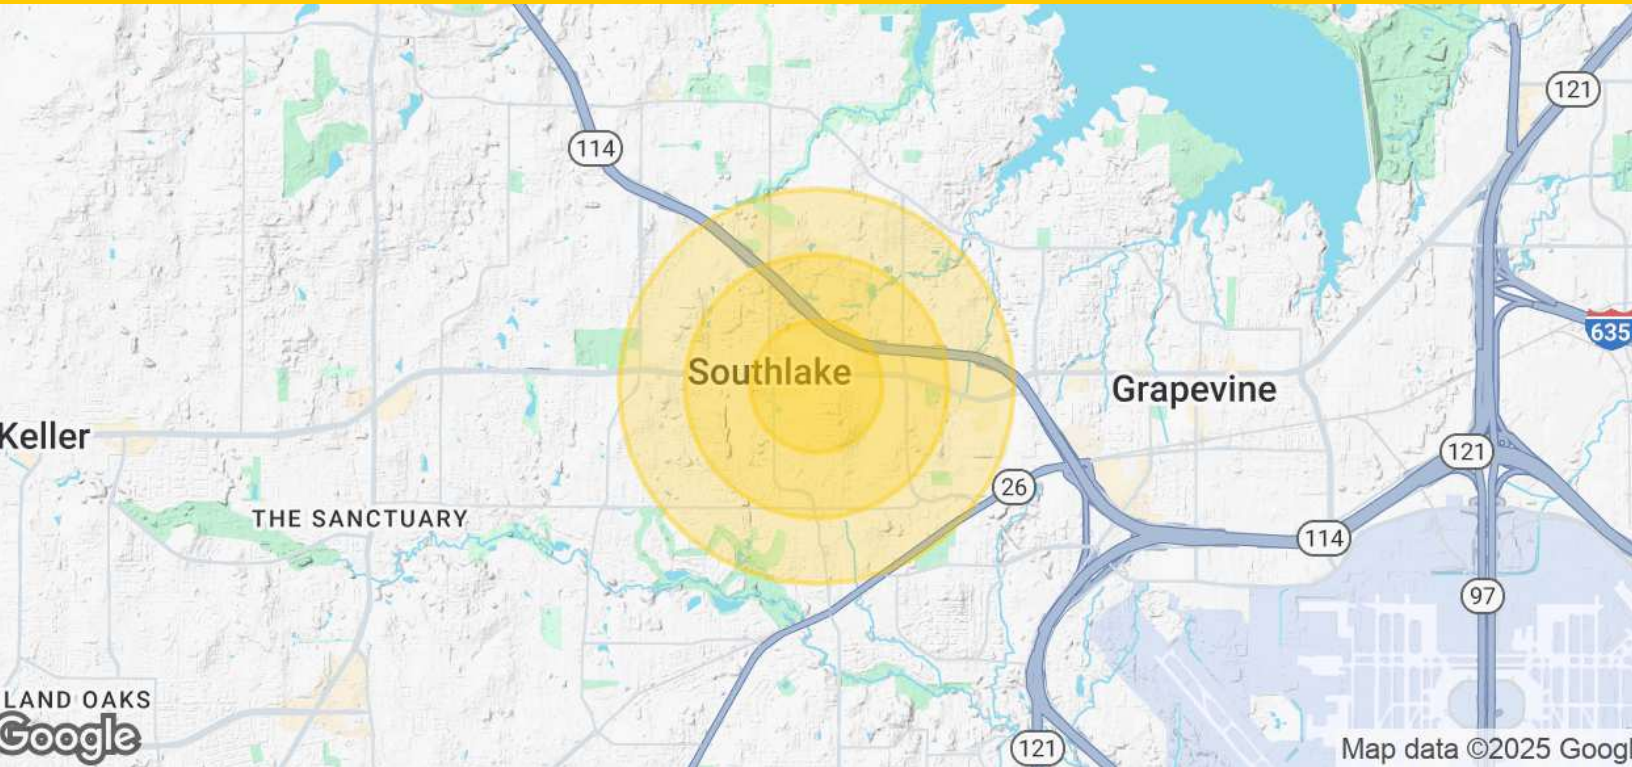 121
114
635
Southlake
Grapevine
Keller
121
26
THE SANCTUARY
114
97
LAND OAKS
Google
121
Map data ©2025 Googl